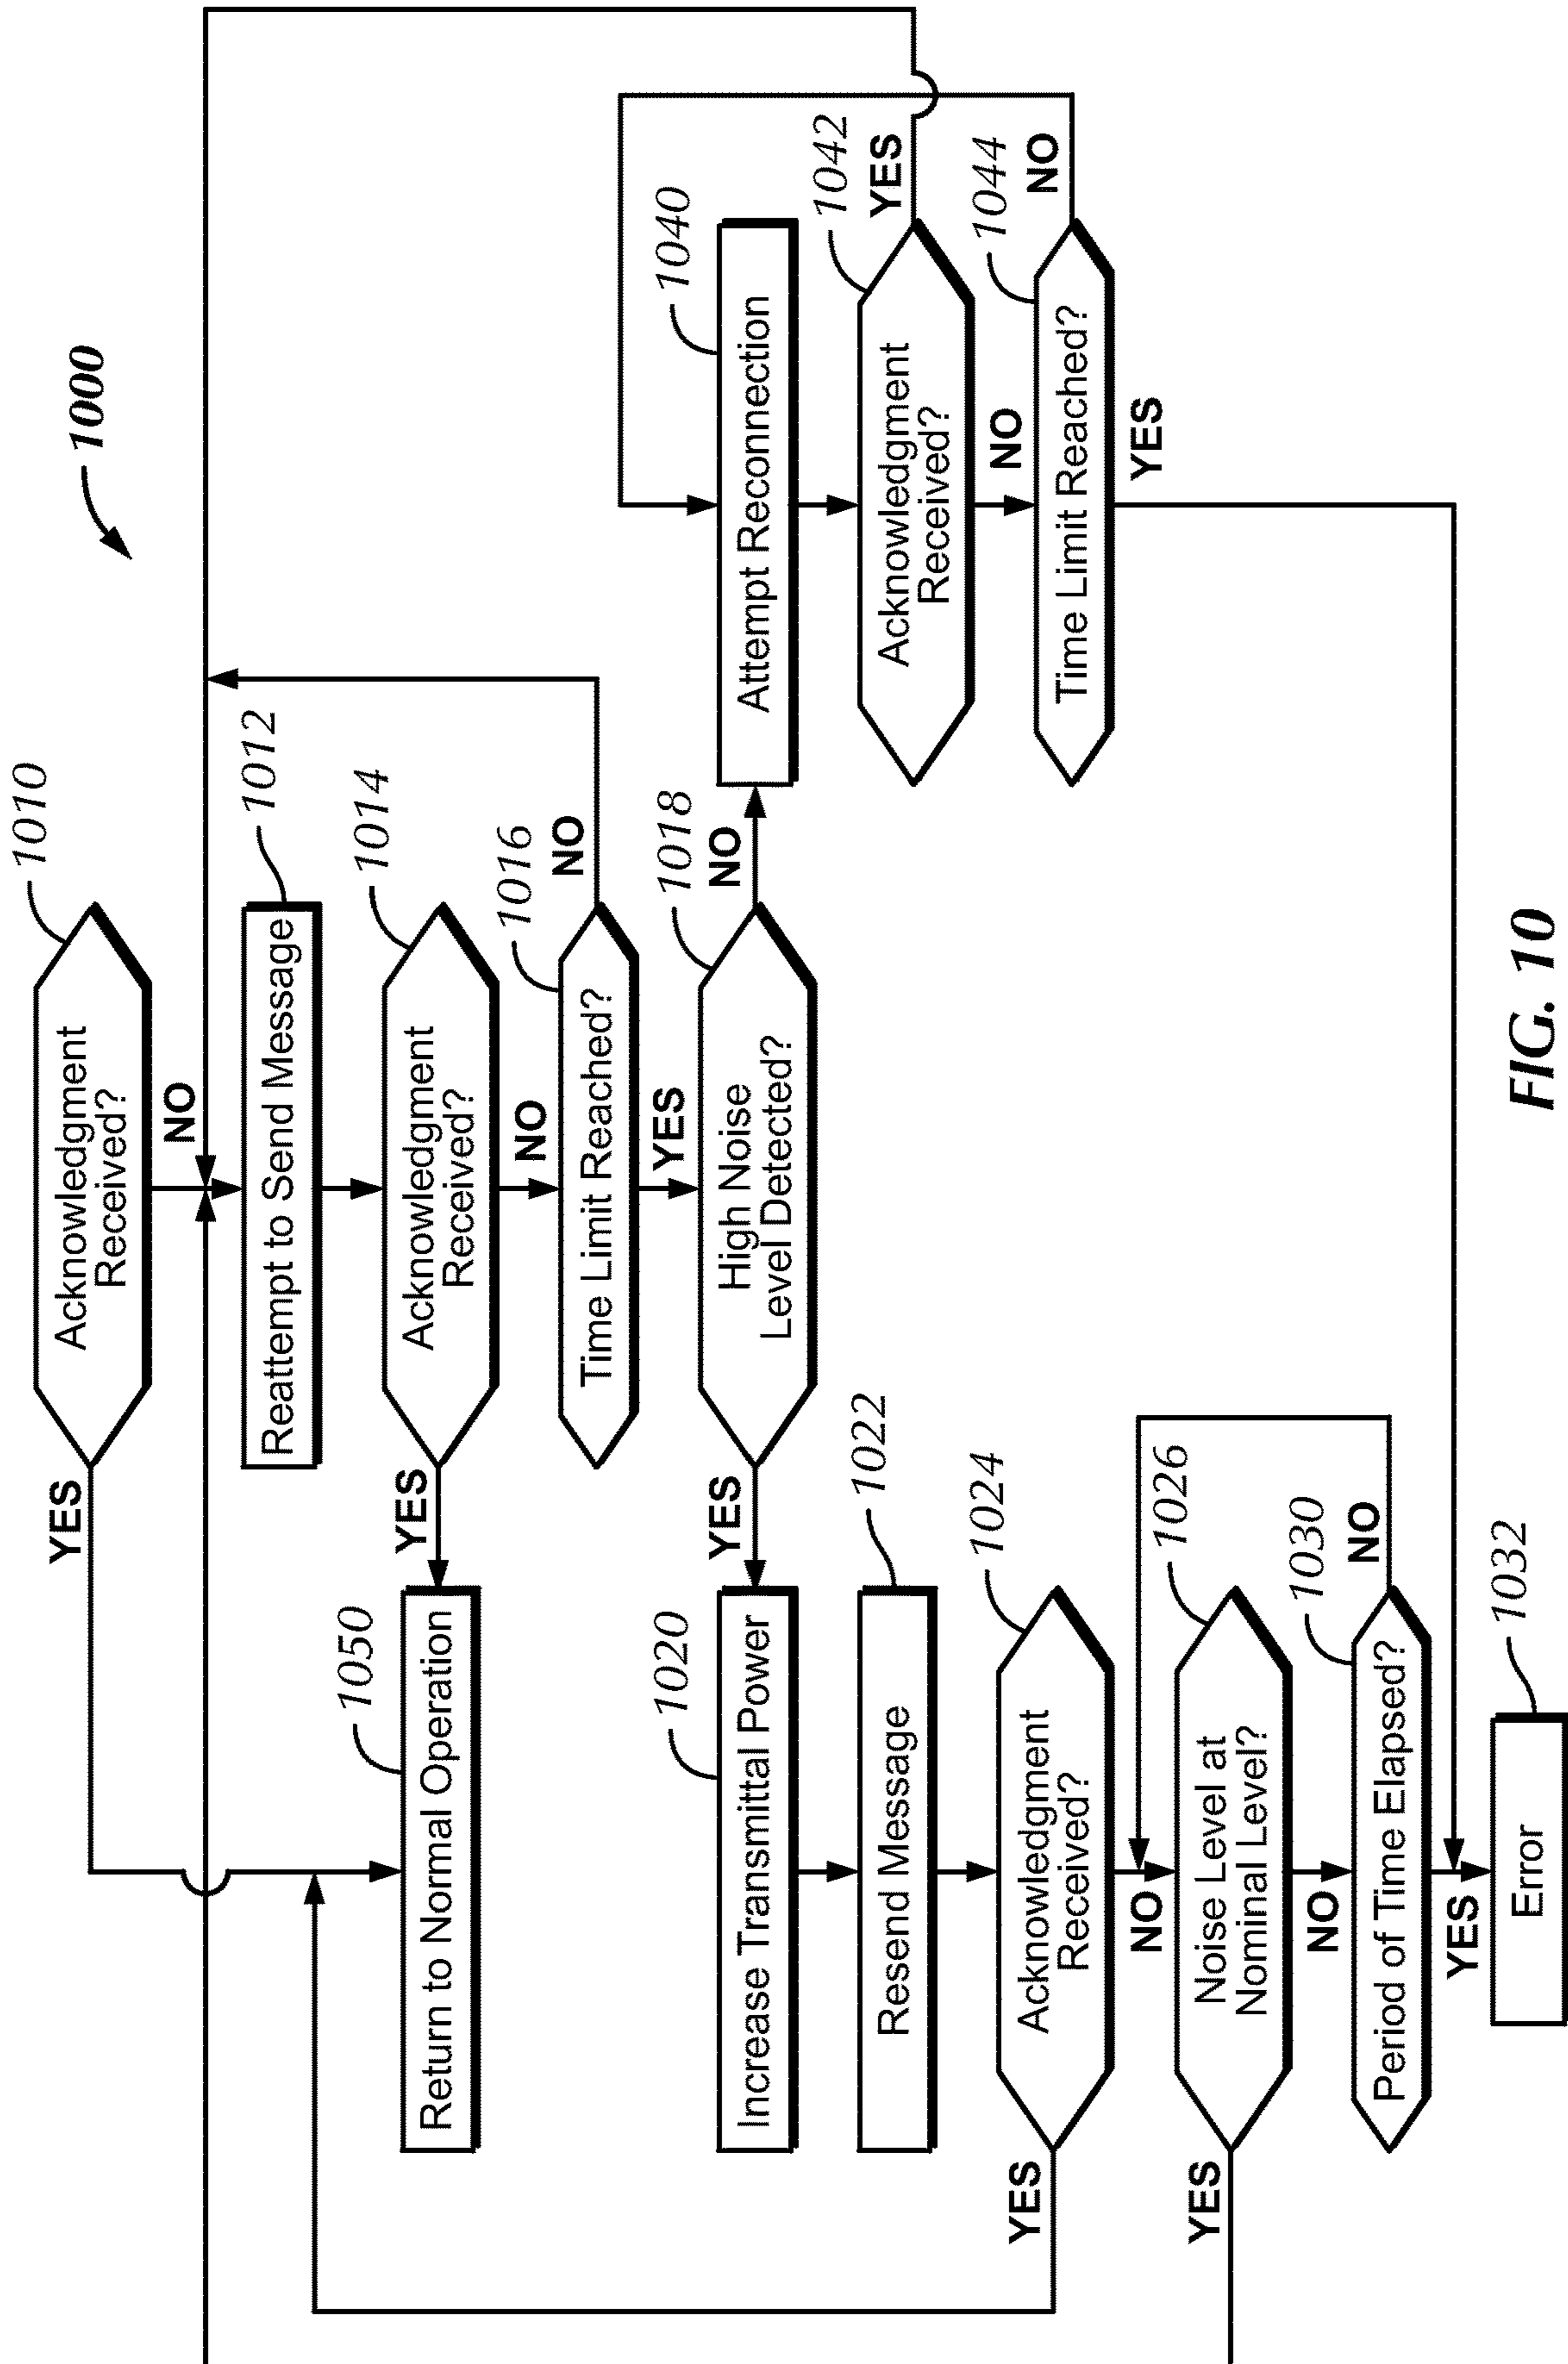 1000
1010
Acknowledgment
Received?
YES
NO
1012
Reattempt to Send Message
1014
Acknowledgment
Received?
YES
NO
1050
Return to Normal Operation
1016
Time Limit Reached?
NO
YES
1018
High Noise
Level Detected?
YES
NO
1020
Increase Transmittal Power
1022
Resend Message
1024
Acknowledgment
Received?
YES
NO
1026
Noise Level at
Nominal Level?
YES
NO
1030
Period of Time Elapsed?
NO
YES
1032
Error
1040
Attempt Reconnection
1042
Acknowledgment
Received?
YES
NO
1044
Time Limit Reached?
NO
YES
FIG. 10